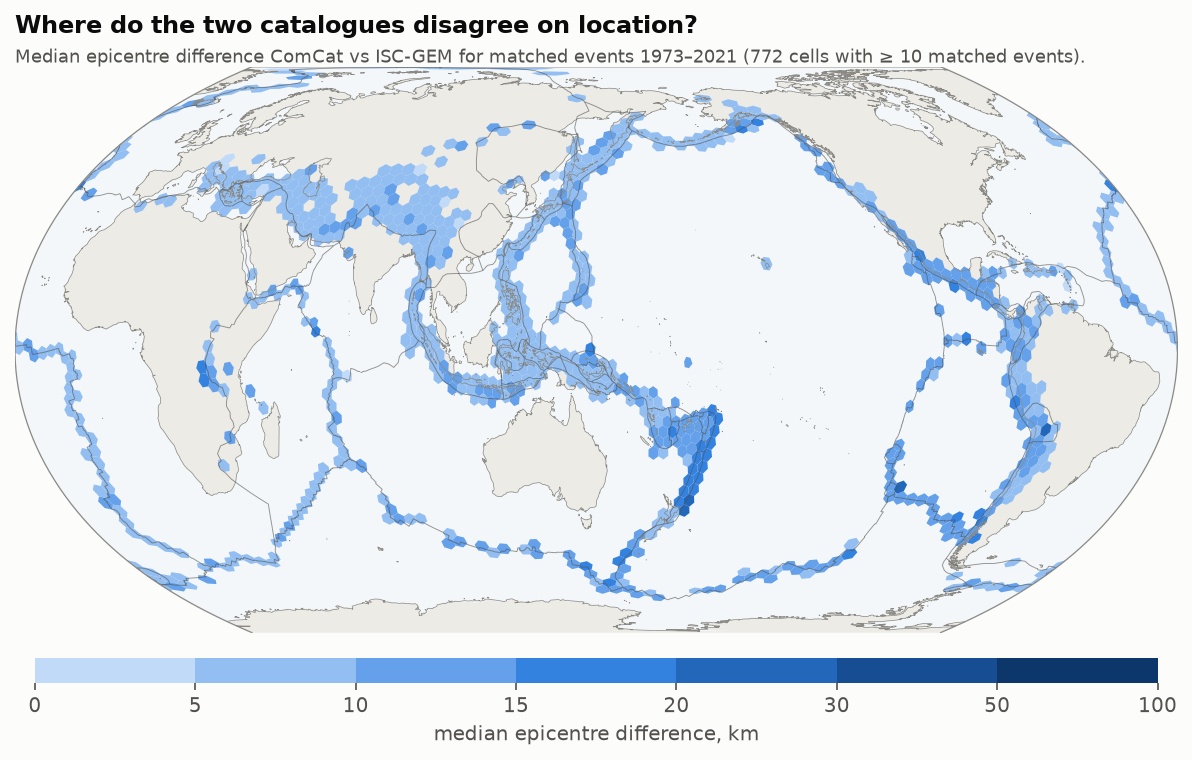 Where do the two catalogues disagree on location?
Median epicentre difference ComCat vs ISC-GEM for matched events 1973–2021 (772 cells with ≥ 10 matched events).
0 5 10 15 20 30 50 100
median epicentre difference, km